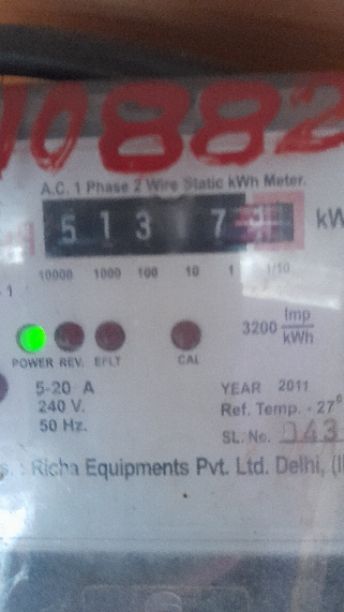 10882
A.C. 1 Phase 2 Wire Static kWh Meter.
5 1 3 7
10000 1000 100 10 1 1/10
3200 Imp/kWh
POWER REV. EFLT CAL
5-20 A YEAR 2011
240 V. Ref. Temp. - 27°
50 Hz. SL. No. 043
Richa Equipments Pvt. Ltd. Delhi,